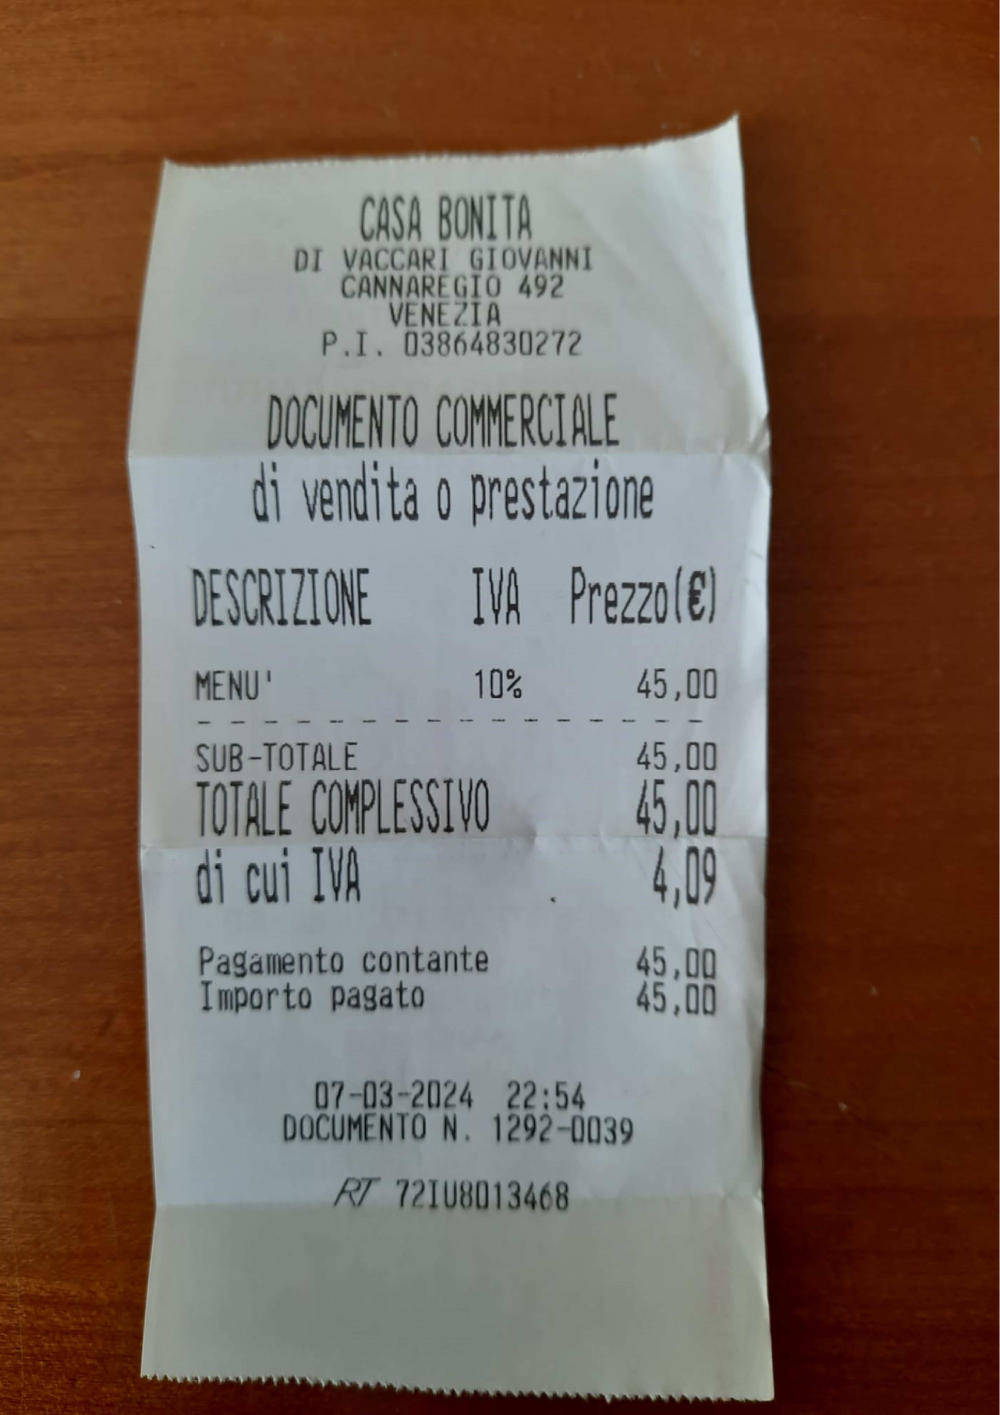 CASA BONITA
DI VACCARI GIOVANNI
CANNAREGIO 492
VENEZIA
P.I. 03864830272
DOCUMENTO COMMERCIALE
di vendita o prestazione
DESCRIZIONE IVA Prezzo(€)
MENU' 10% 45,00
SUB-TOTALE 45,00
TOTALE COMPLESSIVO 45,00
di cui IVA 4,09
Pagamento contante 45,00
Importo pagato 45,00
07-03-2024 22:54
DOCUMENTO N. 1292-0039
RT 72IU8013468